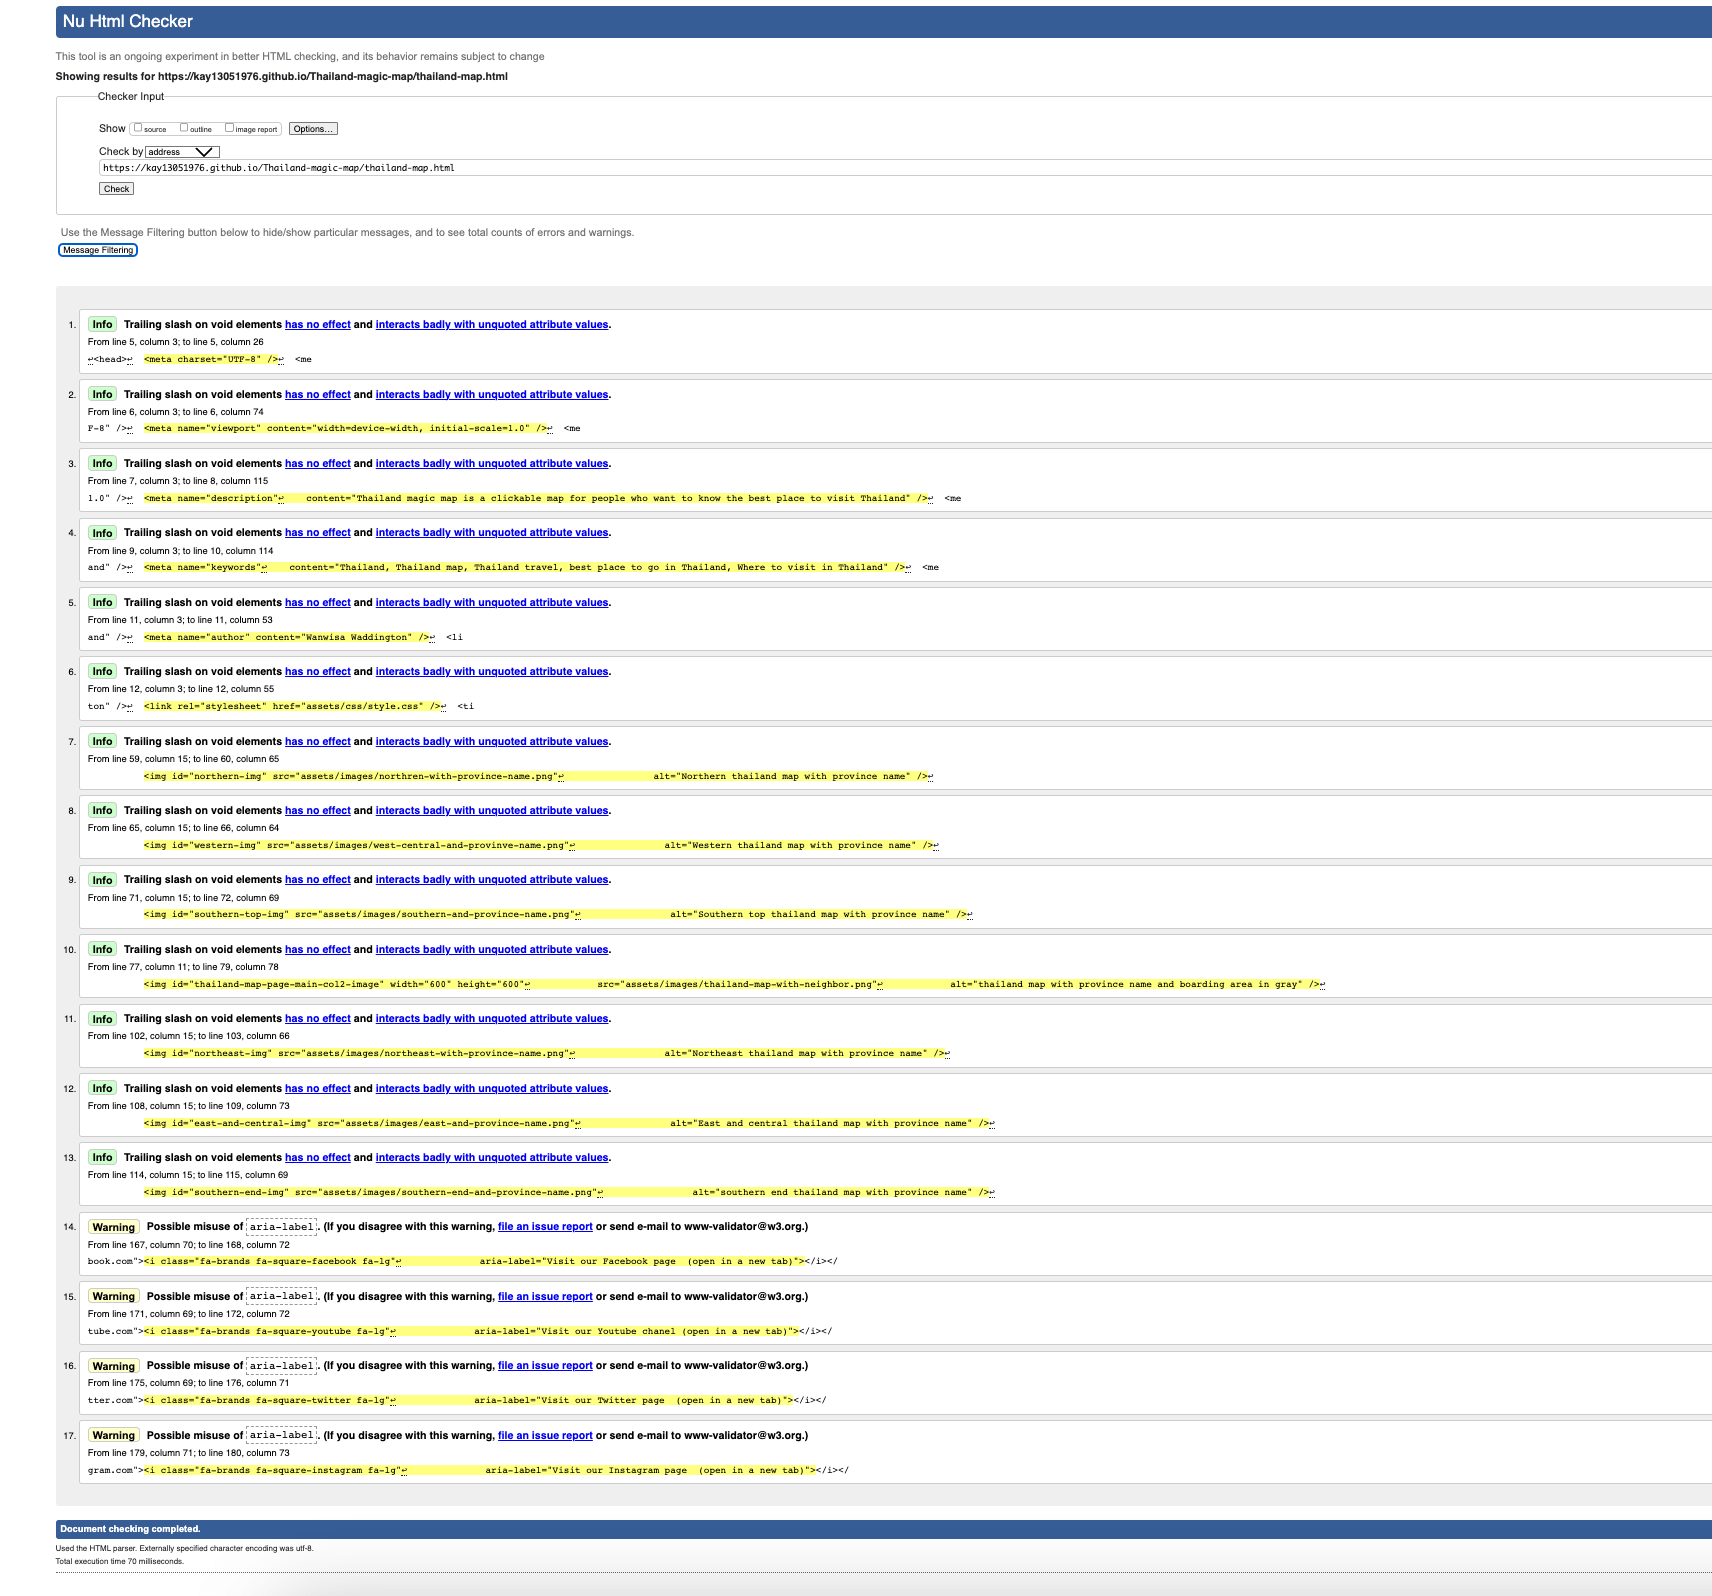 Nu Html Checker
This tool is an ongoing experiment in better HTML checking, and its behavior remains subject to change
Showing results for https://kay13051976.github.io/Thailand-magic-map/thailand-map.html
Checker Input
Show source outline image report Options...
Check by address
https://kay13051976.github.io/Thailand-magic-map/thailand-map.html
Check
Use the Message Filtering button below to hide/show particular messages, and to see total counts of errors and warnings.
Message Filtering
1. Info Trailing slash on void elements has no effect and interacts badly with unquoted attribute values.
From line 5, column 3; to line 5, column 26
↩<head>↩ <meta charset="UTF-8" />↩ <me
2. Info Trailing slash on void elements has no effect and interacts badly with unquoted attribute values.
From line 6, column 3; to line 6, column 74
F-8" />↩ <meta name="viewport" content="width=device-width, initial-scale=1.0" />↩ <me
3. Info Trailing slash on void elements has no effect and interacts badly with unquoted attribute values.
From line 7, column 3; to line 8, column 115
1.0" />↩ <meta name="description"↩ content="Thailand magic map is a clickable map for people who want to know the best place to visit Thailand" />↩ <me
4. Info Trailing slash on void elements has no effect and interacts badly with unquoted attribute values.
From line 9, column 3; to line 10, column 114
and" />↩ <meta name="keywords"↩ content="Thailand, Thailand map, Thailand travel, best place to go in Thailand, Where to visit in Thailand" />↩ <me
5. Info Trailing slash on void elements has no effect and interacts badly with unquoted attribute values.
From line 11, column 3; to line 11, column 53
and" />↩ <meta name="author" content="Wanwisa Waddington" />↩ <li
6. Info Trailing slash on void elements has no effect and interacts badly with unquoted attribute values.
From line 12, column 3; to line 12, column 55
ton" />↩ <link rel="stylesheet" href="assets/css/style.css" />↩ <ti
7. Info Trailing slash on void elements has no effect and interacts badly with unquoted attribute values.
From line 59, column 15; to line 60, column 65
<img id="northern-img" src="assets/images/northren-with-province-name.png"↩ alt="Northern thailand map with province name" />↩
8. Info Trailing slash on void elements has no effect and interacts badly with unquoted attribute values.
From line 65, column 15; to line 66, column 64
<img id="western-img" src="assets/images/west-central-and-provinve-name.png"↩ alt="Western thailand map with province name" />↩
9. Info Trailing slash on void elements has no effect and interacts badly with unquoted attribute values.
From line 71, column 15; to line 72, column 69
<img id="southern-top-img" src="assets/images/southern-and-province-name.png"↩ alt="Southern top thailand map with province name" />↩
10. Info Trailing slash on void elements has no effect and interacts badly with unquoted attribute values.
From line 77, column 11; to line 79, column 78
<img id="thailand-map-page-main-col2-image" width="600" height="600"↩ src="assets/images/thailand-map-with-neighbor.png"↩ alt="thailand map with province name and boarding area in gray" />↩
11. Info Trailing slash on void elements has no effect and interacts badly with unquoted attribute values.
From line 102, column 15; to line 103, column 66
<img id="northeast-img" src="assets/images/northeast-with-province-name.png"↩ alt="Northeast thailand map with province name" />↩
12. Info Trailing slash on void elements has no effect and interacts badly with unquoted attribute values.
From line 108, column 15; to line 109, column 73
<img id="east-and-central-img" src="assets/images/east-and-province-name.png"↩ alt="East and central thailand map with province name" />↩
13. Info Trailing slash on void elements has no effect and interacts badly with unquoted attribute values.
From line 114, column 15; to line 115, column 69
<img id="southern-end-img" src="assets/images/southern-end-and-province-name.png"↩ alt="southern end thailand map with province name" />↩
14. Warning Possible misuse of aria-label. (If you disagree with this warning, file an issue report or send e-mail to www-validator@w3.org.)
From line 167, column 70; to line 168, column 72
book.com"><i class="fa-brands fa-square-facebook fa-lg"↩ aria-label="Visit our Facebook page  (open in a new tab)"></i></
15. Warning Possible misuse of aria-label. (If you disagree with this warning, file an issue report or send e-mail to www-validator@w3.org.)
From line 171, column 69; to line 172, column 72
tube.com"><i class="fa-brands fa-square-youtube fa-lg"↩ aria-label="Visit our Youtube chanel (open in a new tab)"></i></
16. Warning Possible misuse of aria-label. (If you disagree with this warning, file an issue report or send e-mail to www-validator@w3.org.)
From line 175, column 69; to line 176, column 71
tter.com"><i class="fa-brands fa-square-twitter fa-lg"↩ aria-label="Visit our Twitter page  (open in a new tab)"></i></
17. Warning Possible misuse of aria-label. (If you disagree with this warning, file an issue report or send e-mail to www-validator@w3.org.)
From line 179, column 71; to line 180, column 73
gram.com"><i class="fa-brands fa-square-instagram fa-lg"↩ aria-label="Visit our Instagram page  (open in a new tab)"></i></
Document checking completed.
Used the HTML parser. Externally specified character encoding was utf-8.
Total execution time 70 milliseconds.